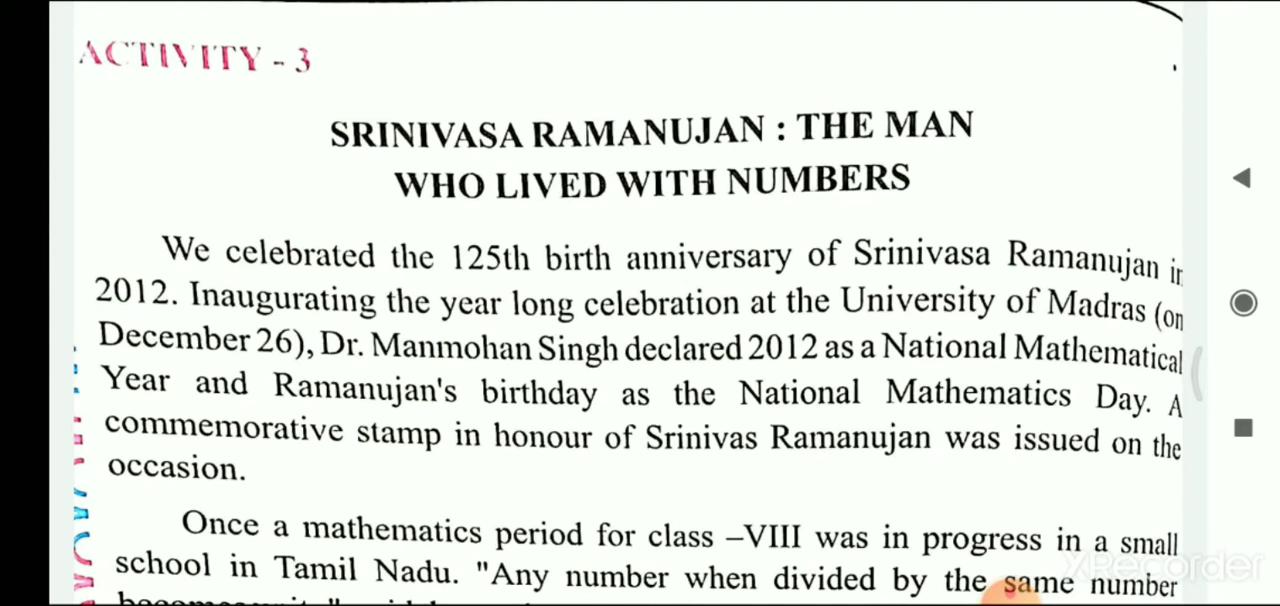 ACTIVITY - 3
SRINIVASA RAMANUJAN : THE MAN
WHO LIVED WITH NUMBERS
We celebrated the 125th birth anniversary of Srinivasa Ramanujan in
2012. Inaugurating the year long celebration at the University of Madras (on
December 26), Dr. Manmohan Singh declared 2012 as a National Mathematical
Year and Ramanujan's birthday as the National Mathematics Day. A
commemorative stamp in honour of Srinivas Ramanujan was issued on the
occasion.
Once a mathematics period for class –VIII was in progress in a small
school in Tamil Nadu. "Any number when divided by the same number
XRecorder